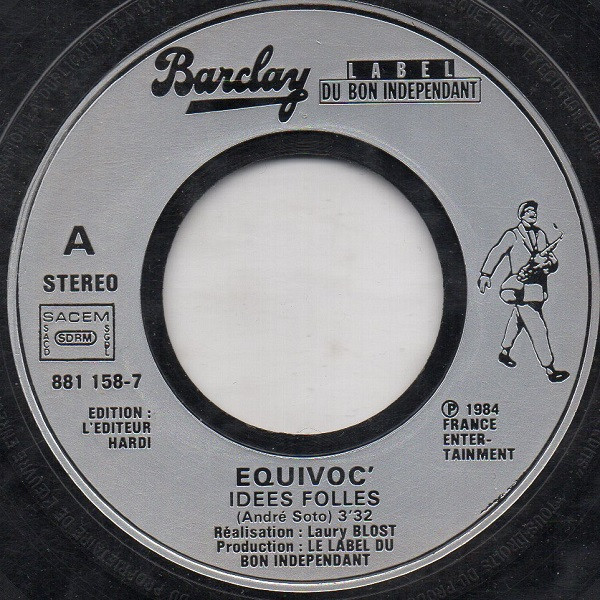 Barclay
LABEL
DU BON INDEPENDANT
A
STEREO
SACEM
SACD
SDRM
SGDL
881 158-7
EDITION :
L'EDITEUR
HARDI
Ⓟ 1984
FRANCE
ENTER-
TAINMENT
EQUIVOC'
IDEES FOLLES
(André Soto) 3'32
Réalisation : Laury BLOST
Production : LE LABEL DU
BON INDEPENDANT